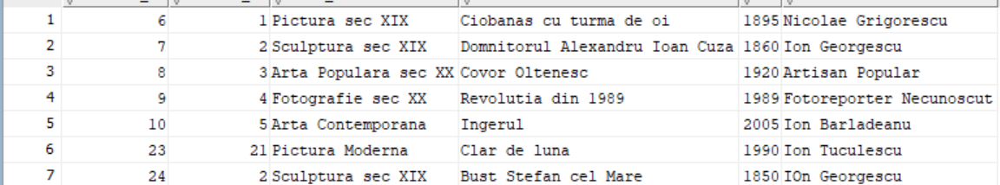 1 6 1 Pictura sec XIX Ciobanas cu turma de oi 1895 Nicolae Grigorescu
2 7 2 Sculptura sec XIX Domnitorul Alexandru Ioan Cuza 1860 Ion Georgescu
3 8 3 Arta Populara sec XX Covor Oltenesc 1920 Artisan Popular
4 9 4 Fotografie sec XX Revolutia din 1989 1989 Fotoreporter Necunoscut
5 10 5 Arta Contemporana Ingerul 2005 Ion Barladeanu
6 23 21 Pictura Moderna Clar de luna 1990 Ion Tuculescu
7 24 2 Sculptura sec XIX Bust Stefan cel Mare 1850 IOn Georgescu